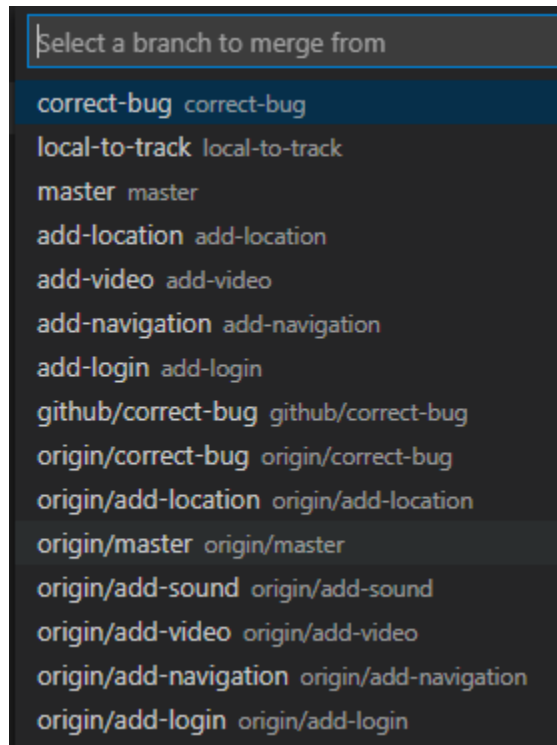 Select a branch to merge from
correct-bug correct-bug
local-to-track local-to-track
master master
add-location add-location
add-video add-video
add-navigation add-navigation
add-login add-login
github/correct-bug github/correct-bug
origin/correct-bug origin/correct-bug
origin/add-location origin/add-location
origin/master origin/master
origin/add-sound origin/add-sound
origin/add-video origin/add-video
origin/add-navigation origin/add-navigation
origin/add-login origin/add-login